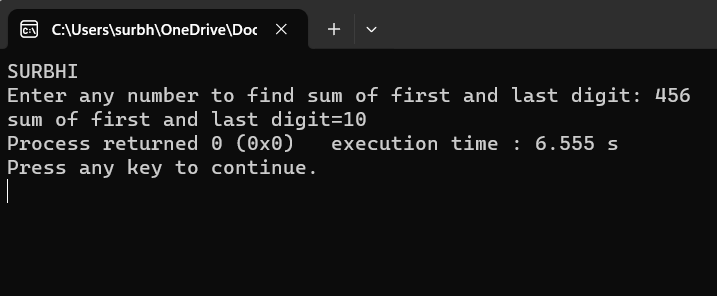 C:\Users\surbh\OneDrive\Doc
SURBHI
Enter any number to find sum of first and last digit: 456
sum of first and last digit=10
Process returned 0 (0x0)   execution time : 6.555 s
Press any key to continue.